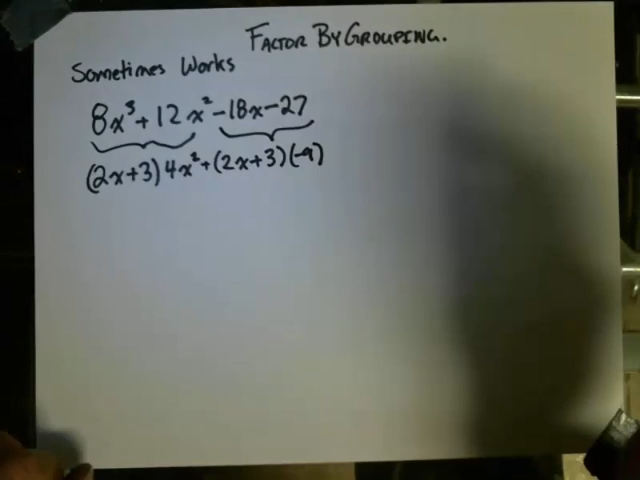 FACTOR BY GROUPING.
Sometimes Works
8x³+12x²-18x-27
(2x+3)4x²+(2x+3)(-9)